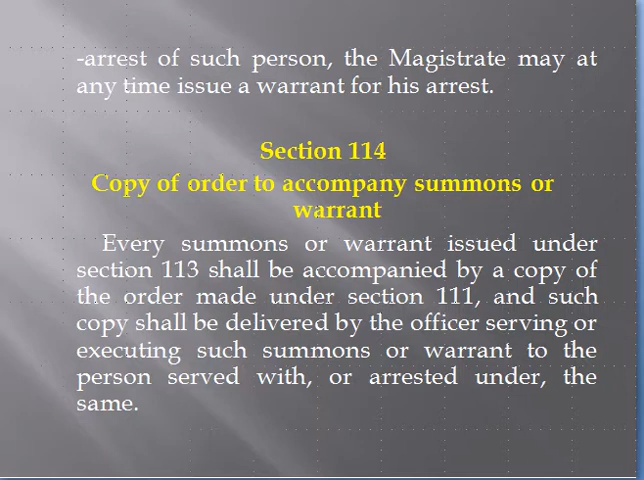 -arrest of such person, the Magistrate may at
any time issue a warrant for his arrest.
Section 114
Copy of order to accompany summons or
warrant
Every summons or warrant issued under
section 113 shall be accompanied by a copy of
the order made under section 111, and such
copy shall be delivered by the officer serving or
executing such summons or warrant to the
person served with, or arrested under, the
same.